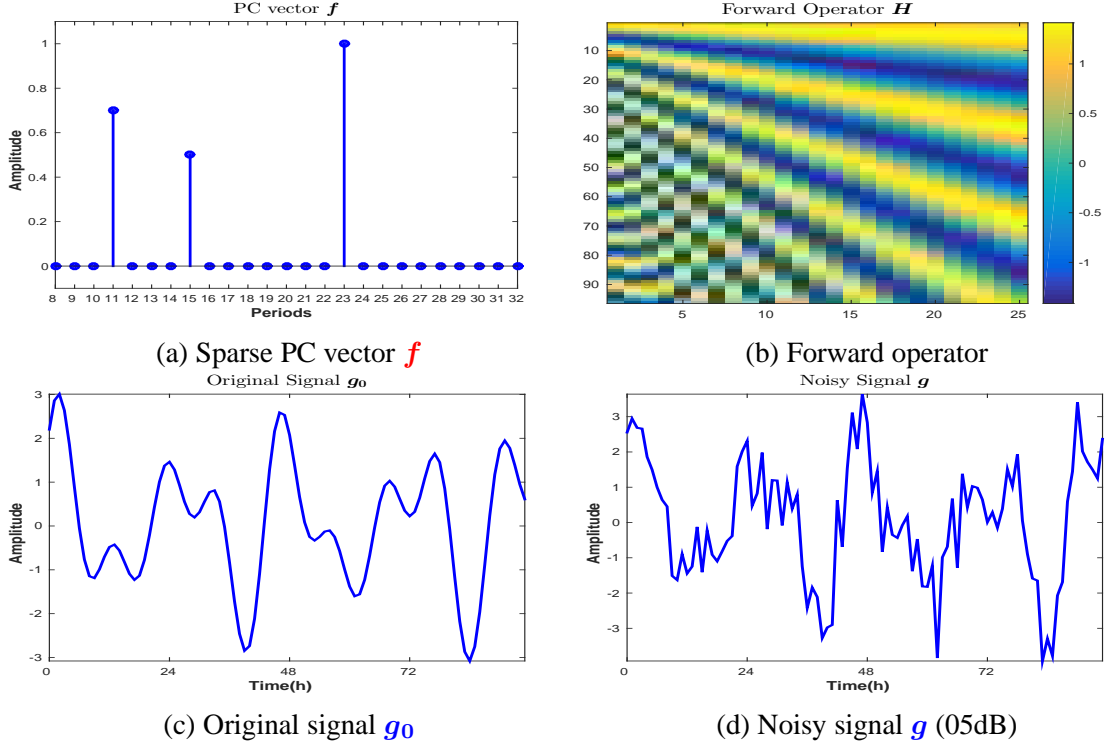 PC vector f
Amplitude
1
0.8
0.6
0.4
0.2
0
8 9 10 11 12 13 14 15 16 17 18 19 20 21 22 23 24 25 26 27 28 29 30 31 32
Periods
(a) Sparse PC vector f
Forward Operator H
10
20
30
40
50
60
70
80
90
5 10 15 20 25
1
0.5
0
-0.5
-1
(b) Forward operator
Original Signal g0
Amplitude
3
2
1
0
-1
-2
-3
0 24 48 72
Time(h)
(c) Original signal g0
Noisy Signal g
Amplitude
3
2
1
0
-1
-2
-3
0 24 48 72
Time(h)
(d) Noisy signal g (05dB)